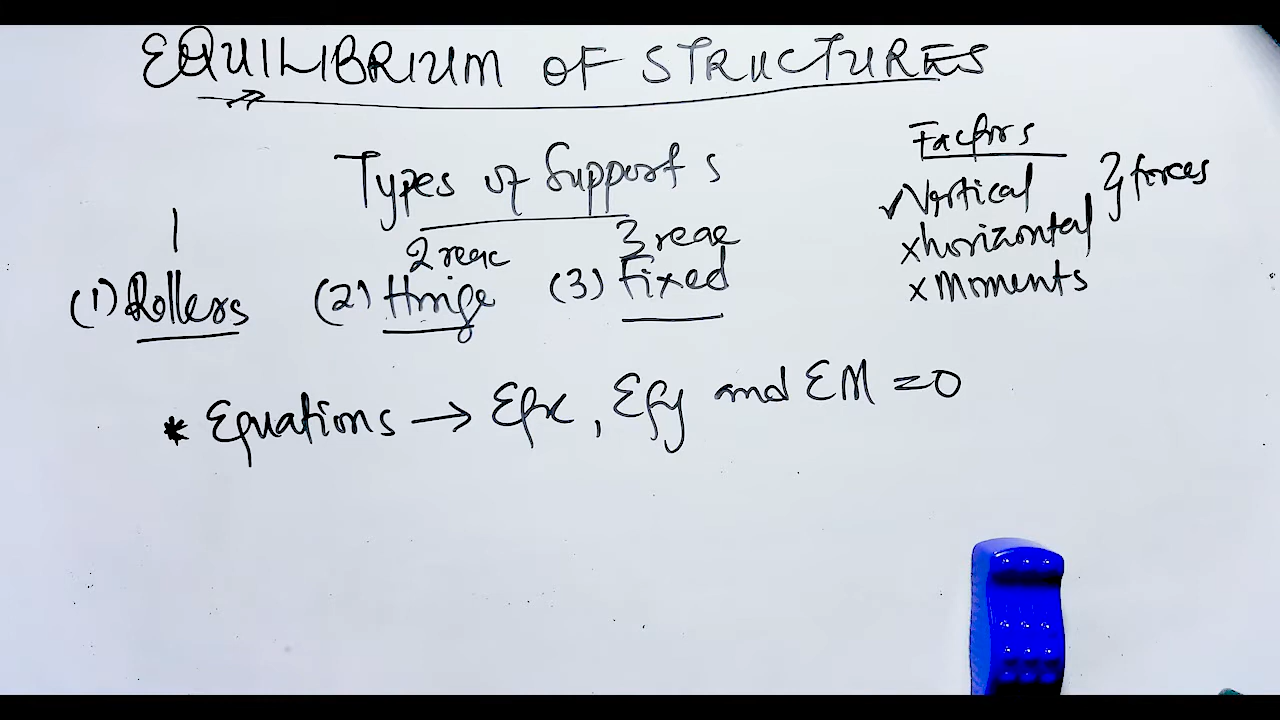 EQUILIBRIUM OF STRUCTURES
Types of Supports
1
2 reac
3 reac
(1) Rollers (2) Hinge (3) Fixed
Factors
✓ Vertical
x horizontal
} forces
x Moments
* Equations → Σfx, Σfy and ΣM = 0